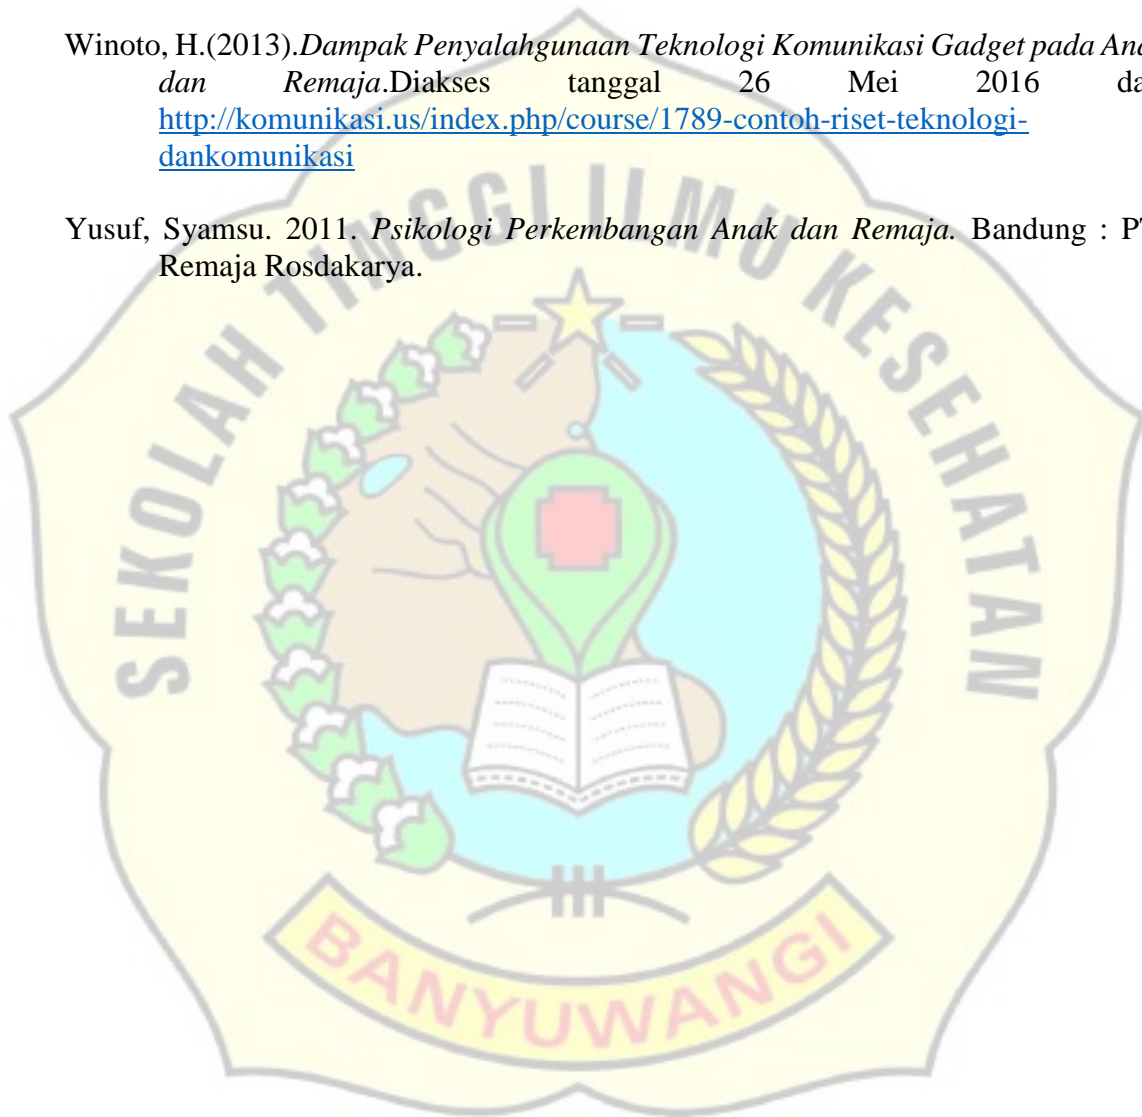 Winoto, H.(2013).Dampak Penyalahgunaan Teknologi Komunikasi Gadget pada
dan Remaja.Diakses tanggal 26 Mei 2016
http://komunikasi.us/index.php/course/1789-contoh-riset-teknologi-
dankomunikasi
Yusuf, Syamsu. 2011. Psikologi Perkembangan Anak dan Remaja. Bandung :
Remaja Rosdakarya.
SEKOLAH TINGGI ILMU KESEHATAN
BANYUWANGI